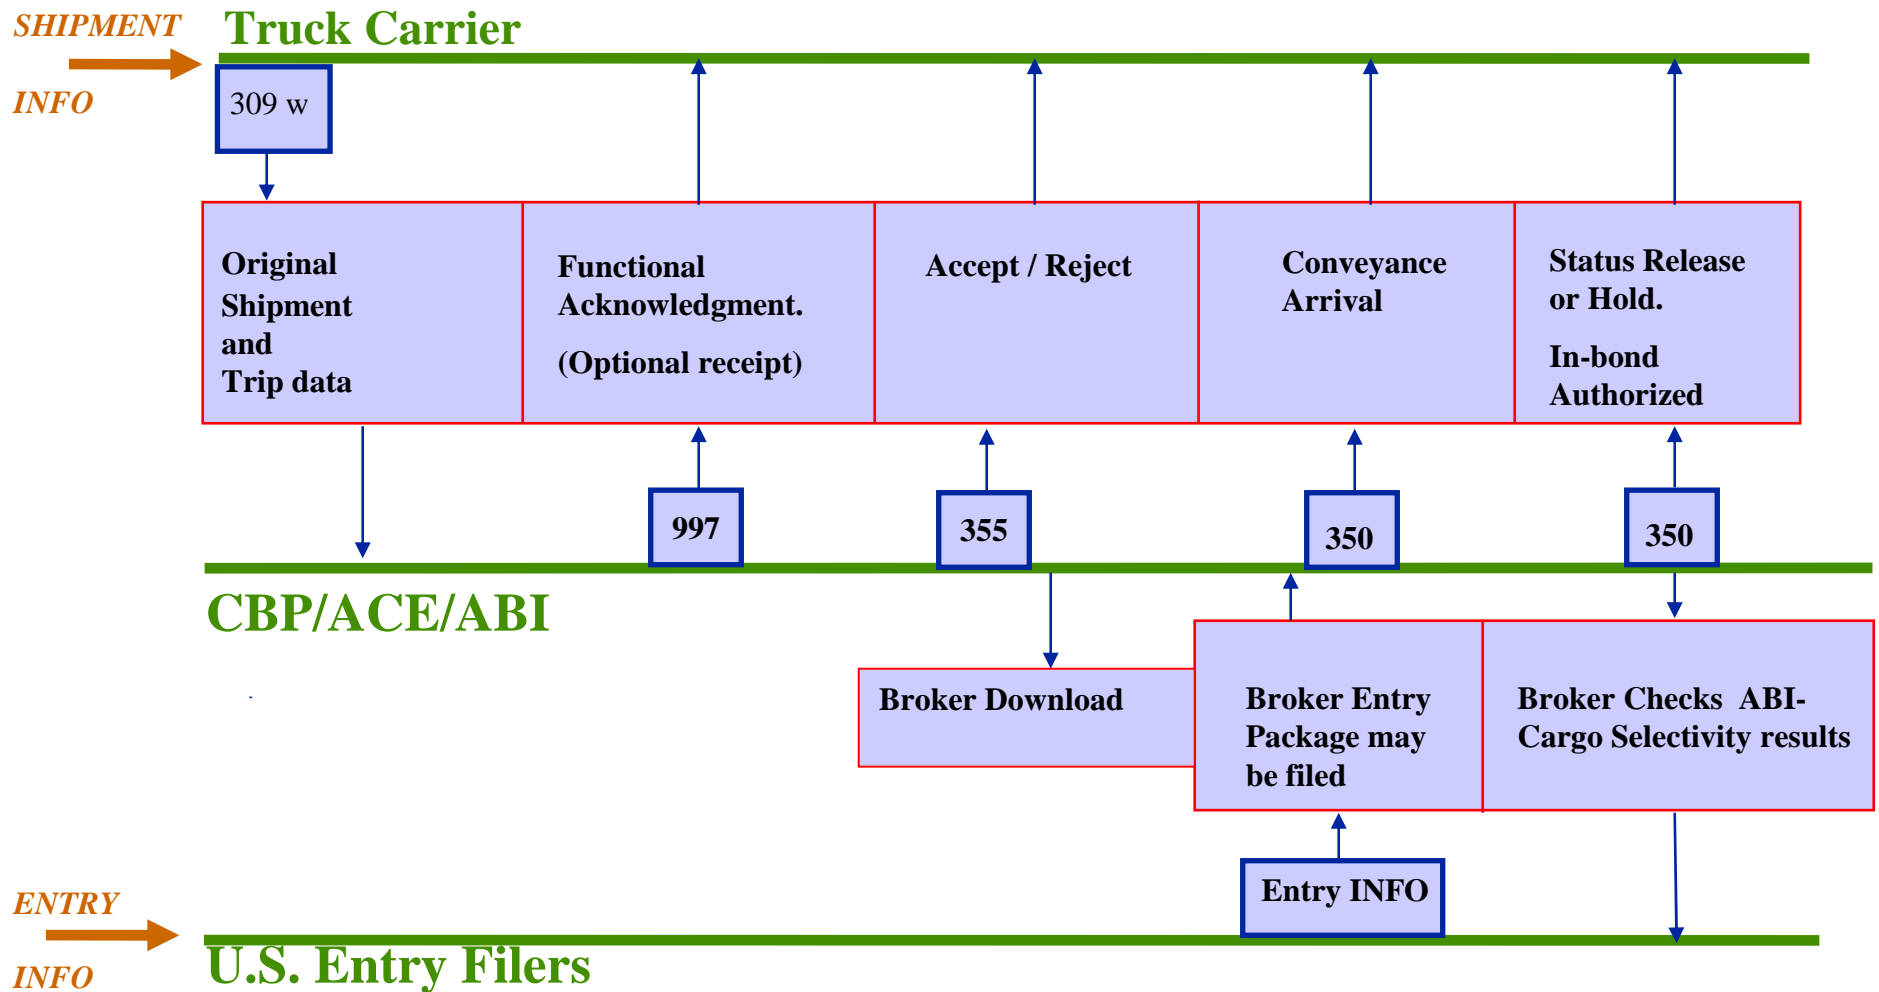 SHIPMENT
INFO
Truck Carrier
309 w
Original
Shipment
and
Trip data
Functional
Acknowledgment.
(Optional receipt)
Accept / Reject
Conveyance
Arrival
Status Release
or Hold.
In-bond
Authorized
997
355
350
350
CBP/ACE/ABI
.
Broker Download
Broker Entry
Package may
be filed
Broker Checks ABI-
Cargo Selectivity results
Entry INFO
ENTRY
INFO
U.S. Entry Filers